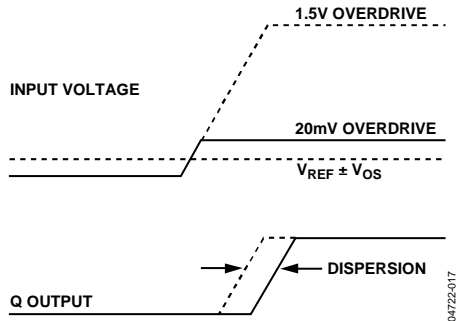 1.5V OVERDRIVE
INPUT VOLTAGE
20mV OVERDRIVE
VREF ± VOS
DISPERSION
Q OUTPUT
04722-017